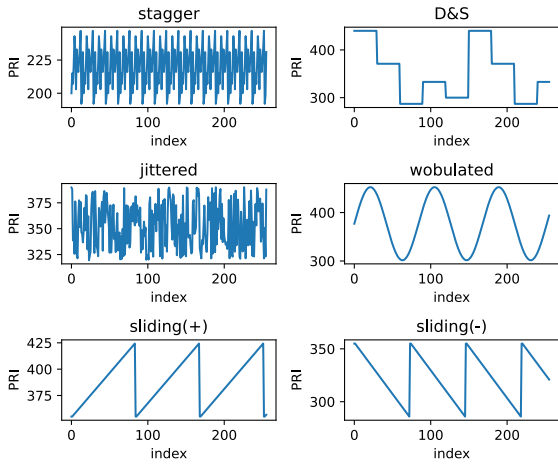 stagger
D&S
PRI
225
200
0
100
200
index
PRI
400
300
0
100
200
index
jittered
wobulated
PRI
375
350
325
0
100
200
index
PRI
400
300
0
100
200
index
sliding(+)
sliding(-)
PRI
425
400
375
0
100
200
index
PRI
350
300
0
100
200
index